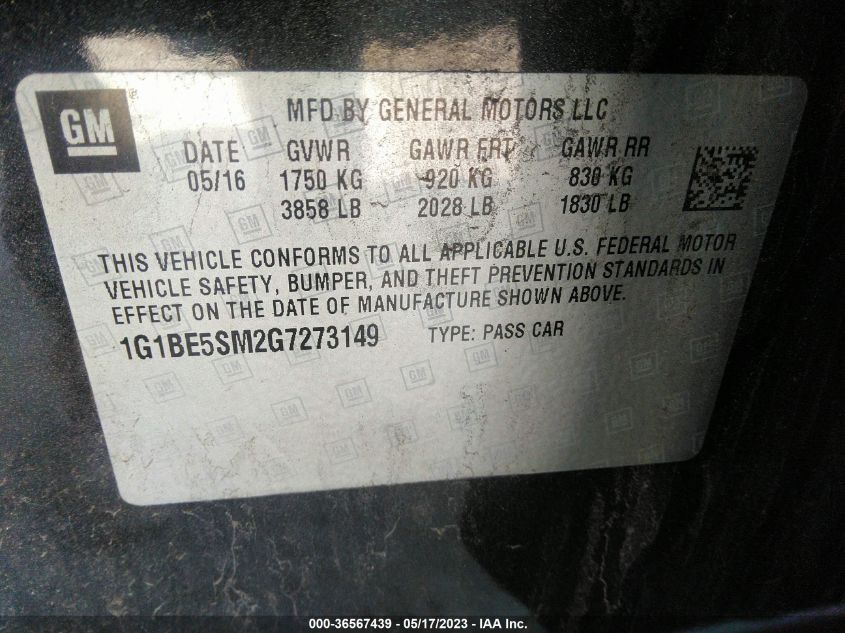 GM
MFD BY GENERAL MOTORS LLC
DATE GVWR GAWR FRT GAWR RR
05/16 1750 KG 920 KG 830 KG
3858 LB 2028 LB 1830 LB
THIS VEHICLE CONFORMS TO ALL APPLICABLE U.S. FEDERAL MOTOR
VEHICLE SAFETY, BUMPER, AND THEFT PREVENTION STANDARDS IN
EFFECT ON THE DATE OF MANUFACTURE SHOWN ABOVE.
1G1BE5SM2G7273149 TYPE: PASS CAR
000-36567439 - 05/17/2023 - IAA Inc.